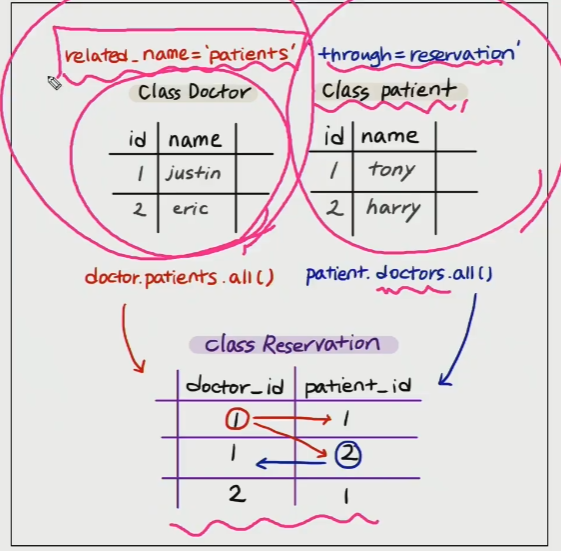 related_name='patients'
through=reservation'
Class Doctor
id name
1 justin
2 eric
Class patient
id name
1 tony
2 harry
doctor.patients.all()
patient.doctors.all()
class Reservation
doctor_id patient_id
1 1
1 2
2 1